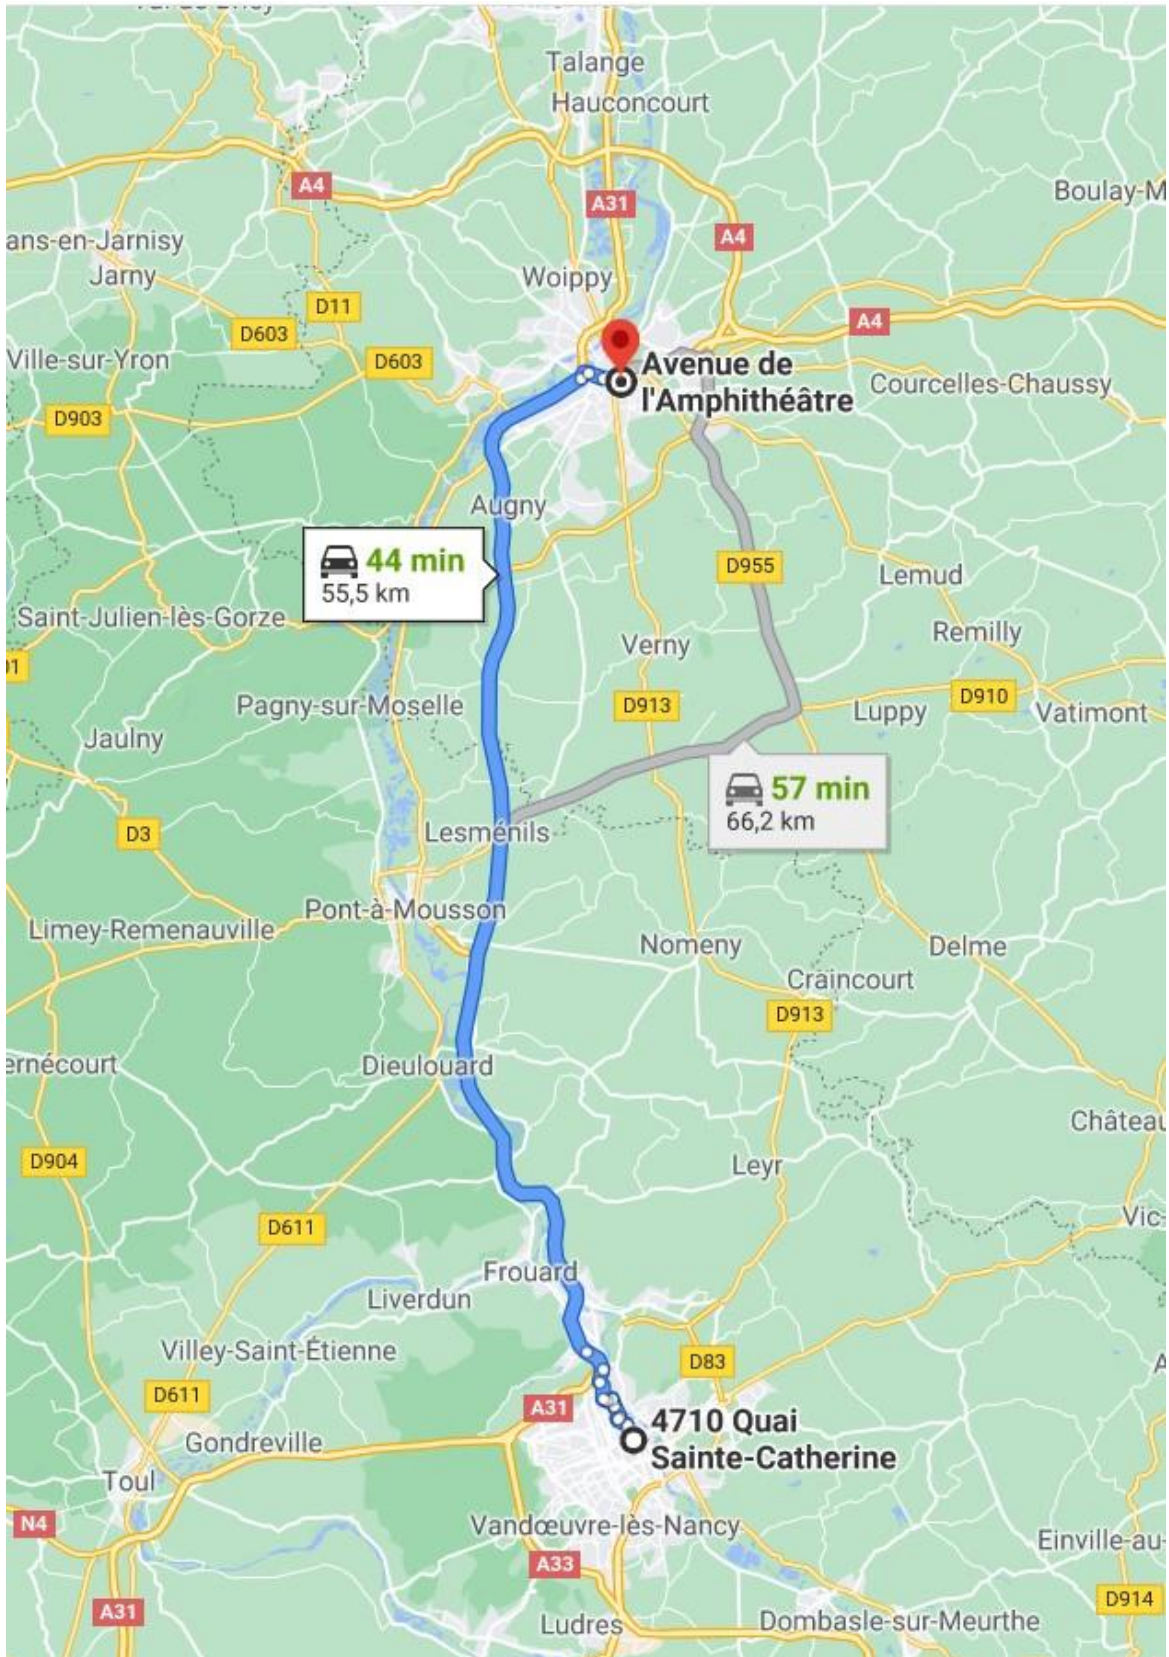 Talange
Hauconcourt
A4
A31
Boulay-M
A4
ans-en-Jarnisy
Jarny
Woippy
D11
D603
A4
D603
Ville-sur-Yron
Avenue de
l'Amphithéâtre
Courcelles-Chaussy
D903
Augny
44 min
55,5 km
D955
Lemud
Saint-Julien-lès-Gorze
Verny
Remilly
01
Pagny-sur-Moselle
D913
D910
Luppy
Vatimont
Jaulny
57 min
66,2 km
D3
Lesménils
Pont-à-Mousson
Limey-Remenauville
Nomeny
Delme
Craincourt
D913
ernécourt
Dieulouard
Château
D904
Leyr
D611
Vic-
Frouard
Liverdun
Villey-Saint-Étienne
D83
A
D611
A31
4710 Quai
Sainte-Catherine
Gondreville
Toul
N4
Vandœuvre-lès-Nancy
Einville-au-
A33
A31
D914
Ludres
Dombasle-sur-Meurthe